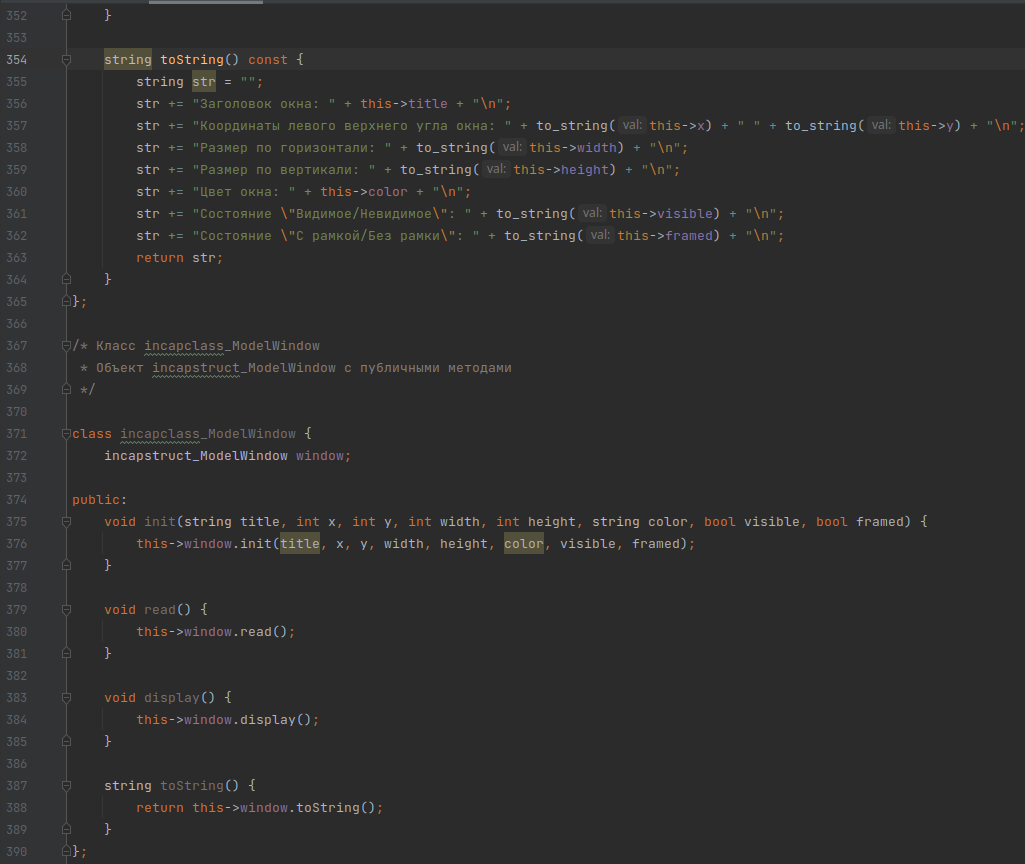 352 }
353
354 string toString() const {
355 string str = "";
356 str += "Заголовок окна: " + this->title + "\n";
357 str += "Координаты левого верхнего угла окна: " + to_string( val: this->x) + " " + to_string( val: this->y) + "\n";
358 str += "Размер по горизонтали: " + to_string( val: this->width) + "\n";
359 str += "Размер по вертикали: " + to_string( val: this->height) + "\n";
360 str += "Цвет окна: " + this->color + "\n";
361 str += "Состояние \"Видимое/Невидимое\": " + to_string( val: this->visible) + "\n";
362 str += "Состояние \"С рамкой/Без рамки\": " + to_string( val: this->framed) + "\n";
363 return str;
364 }
365 };
366
367 /* Класс incapclass_ModelWindow
368 * Объект incapstruct_ModelWindow с публичными методами
369 */
370
371 class incapclass_ModelWindow {
372 incapstruct_ModelWindow window;
373
374 public:
375 void init(string title, int x, int y, int width, int height, string color, bool visible, bool framed) {
376 this->window.init(title, x, y, width, height, color, visible, framed);
377 }
378
379 void read() {
380 this->window.read();
381 }
382
383 void display() {
384 this->window.display();
385 }
386
387 string toString() {
388 return this->window.toString();
389 }
390 };